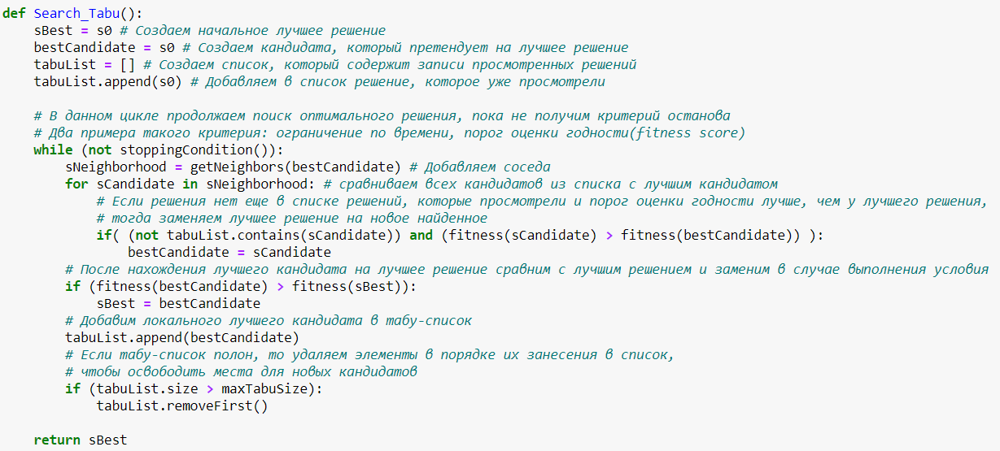 def Search_Tabu():
    sBest = s0 # Создаем начальное лучшее решение
    bestCandidate = s0 # Создаем кандидата, который претендует на лучшее решение
    tabuList = [] # Создаем список, который содержит записи просмотренных решений
    tabuList.append(s0) # Добавляем в список решение, которое уже просмотрели

    # В данном цикле продолжаем поиск оптимального решения, пока не получим критерий останова
    # Два примера такого критерия: ограничение по времени, порог оценки годности(fitness score)
    while (not stoppingCondition()):
        sNeighborhood = getNeighbors(bestCandidate) # Добавляем соседа
        for sCandidate in sNeighborhood: # сравниваем всех кандидатов из списка с лучшим кандидатом
            # Если решения нет еще в списке решений, которые просмотрели и порог оценки годности лучше, чем у лучшего решения,
            # тогда заменяем лучшее решение на новое найденное
            if( (not tabuList.contains(sCandidate)) and (fitness(sCandidate) > fitness(bestCandidate)) ):
                bestCandidate = sCandidate
        # После нахождения лучшего кандидата на лучшее решение сравним с лучшим решением и заменим в случае выполнения условия
        if (fitness(bestCandidate) > fitness(sBest)):
            sBest = bestCandidate
        # Добавим локального лучшего кандидата в табу-список
        tabuList.append(bestCandidate)
        # Если табу-список полон, то удаляем элементы в порядке их занесения в список,
        # чтобы освободить места для новых кандидатов
        if (tabuList.size > maxTabuSize):
            tabuList.removeFirst()

    return sBest